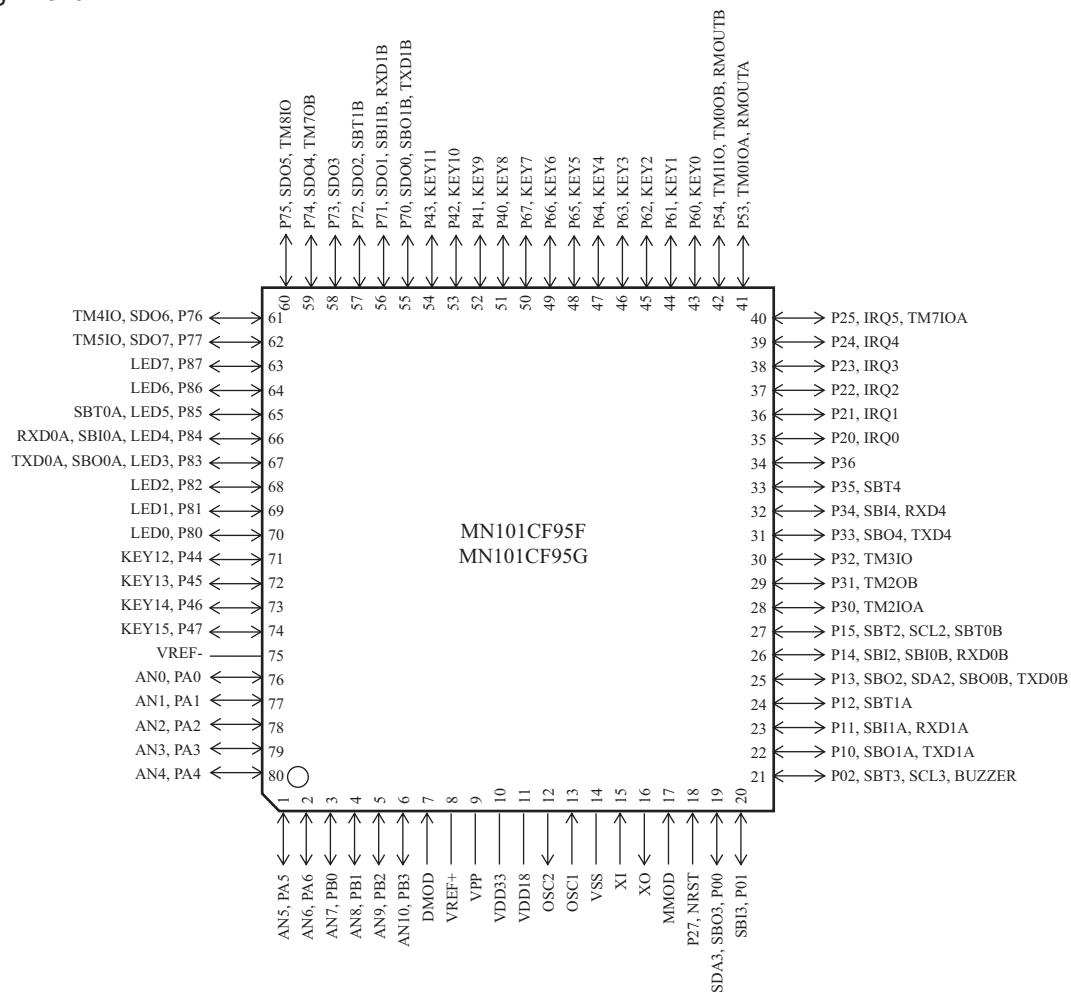 P75, SDO5, TM8IO
P74, SDO4, TM7OB
P73, SDO3
P72, SDO2, SBT1B
P71, SDO1, SBI1B, RXD1B
P70, SDO0, SBO1B, TXD1B
P43, KEY11
P42, KEY10
P41, KEY9
P40, KEY8
P67, KEY7
P66, KEY6
P65, KEY5
P64, KEY4
P63, KEY3
P62, KEY2
P61, KEY1
P60, KEY0
P54, TM1IO, TM0OB, RMOUTB
P53, TM0IOA, RMOUTA
60
59
58
57
56
55
54
53
52
51
50
49
48
47
46
45
44
43
42
41
TM4IO, SDO6, P76 61
TM5IO, SDO7, P77 62
LED7, P87 63
LED6, P86 64
SBT0A, LED5, P85 65
RXD0A, SBI0A, LED4, P84 66
TXD0A, SBO0A, LED3, P83 67
LED2, P82 68
LED1, P81 69
LED0, P80 70
KEY12, P44 71
KEY13, P45 72
KEY14, P46 73
KEY15, P47 74
VREF- 75
AN0, PA0 76
AN1, PA1 77
AN2, PA2 78
AN3, PA3 79
AN4, PA4 80
MN101CF95F
MN101CF95G
40 P25, IRQ5, TM7IOA
39 P24, IRQ4
38 P23, IRQ3
37 P22, IRQ2
36 P21, IRQ1
35 P20, IRQ0
34 P36
33 P35, SBT4
32 P34, SBI4, RXD4
31 P33, SBO4, TXD4
30 P32, TM3IO
29 P31, TM2OB
28 P30, TM2IOA
27 P15, SBT2, SCL2, SBT0B
26 P14, SBI2, SBI0B, RXD0B
25 P13, SBO2, SDA2, SBO0B, TXD0B
24 P12, SBT1A
23 P11, SBI1A, RXD1A
22 P10, SBO1A, TXD1A
21 P02, SBT3, SCL3, BUZZER
1
2
3
4
5
6
7
8
9
10
11
12
13
14
15
16
17
18
19
20
AN5, PA5
AN6, PA6
AN7, PB0
AN8, PB1
AN9, PB2
AN10, PB3
DMOD
VREF+
VPP
VDD33
VDD18
OSC2
OSC1
VSS
XI
XO
MMOD
P27, NRST
SDA3, SBO3, P00
SBI3, P01